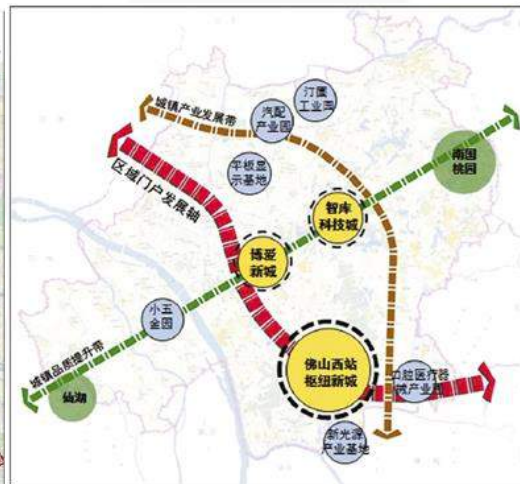 汀圃
工业园
城镇产业发展带
汽配
产业园
区域门户发展轴
平板显
示基地
南国
桃园
智库
科技城
博爱
新城
小五
金园
城镇品质提升带
仙湖
佛山西站
枢纽新城
口腔医疗器
械产业园
新光源
产业基地